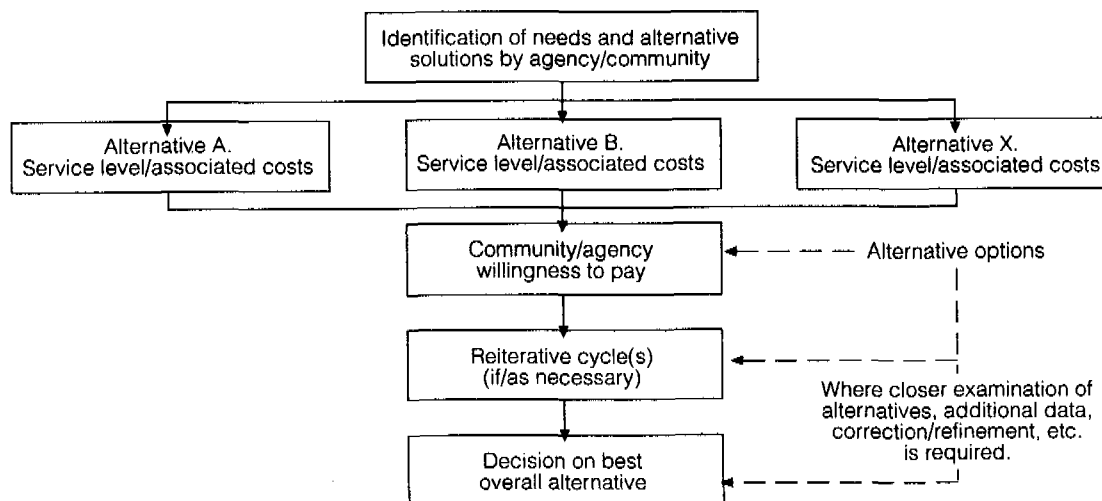 Identification of needs and alternative
solutions by agency/community
Alternative A.
Service level/associated costs
Alternative B.
Service level/associated costs
Alternative X.
Service level/associated costs
Community/agency
willingness to pay
Alternative options
Reiterative cycle(s)
(if/as necessary)
Where closer examination of
alternatives, additional data,
correction/refinement, etc.
is required.
Decision on best
overall alternative